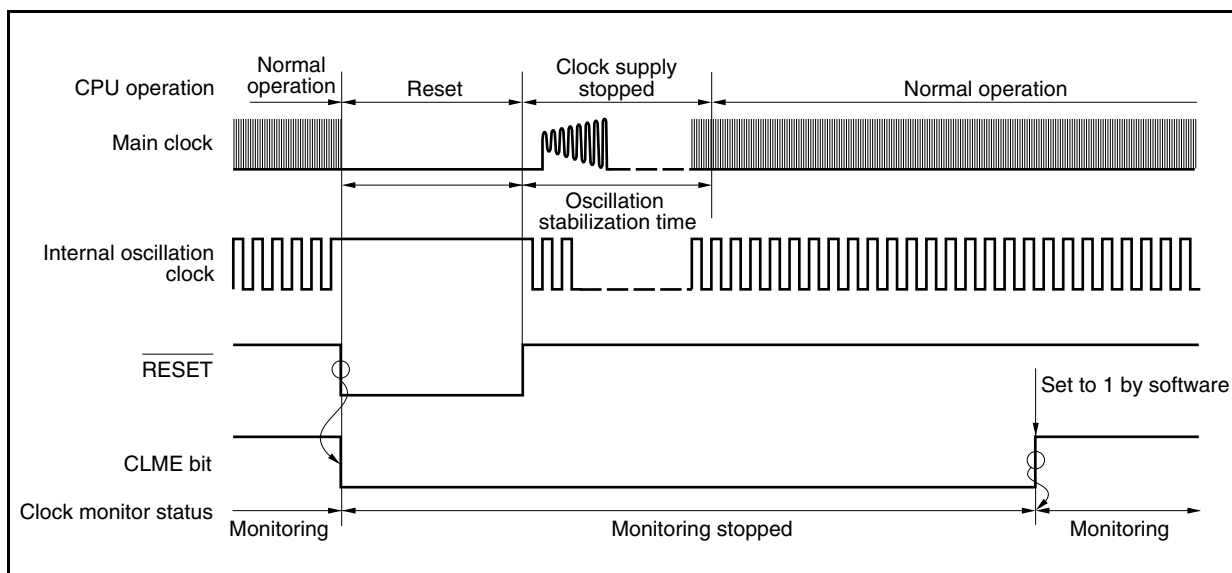 CPU operation
Normal
operation
Reset
Clock supply
stopped
Normal operation
Main clock
Oscillation
stabilization time
Internal oscillation
clock
RESET
Set to 1 by software
CLME bit
Clock monitor status
Monitoring
Monitoring stopped
Monitoring